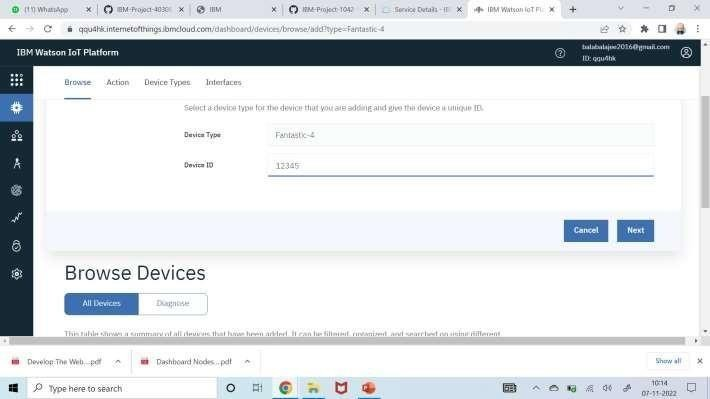 (11) WhatsApp
IBM-Project-4030
IBM
IBM-Project-1042
Service Details - IB
IBM Watson IoT Pl
qqu4hk.internetofthings.ibmcloud.com/dashboard/devices/browse/add?type=Fantastic-4
IBM Watson IoT Platform
balabalajee2016@gmail.com
ID: qqu4hk
Browse Action Device Types Interfaces
Select a device type for the device that you are adding and give the device a unique ID.
Device Type Fantastic-4
Device ID 12345
Cancel Next
Browse Devices
All Devices Diagnose
This table shows a summary of all devices that have been added. It can be filtered, organized, and searched on using different
Develop The Web....pdf
Dashboard Nodes...pdf
Show all
Type here to search
10:14
07-11-2022